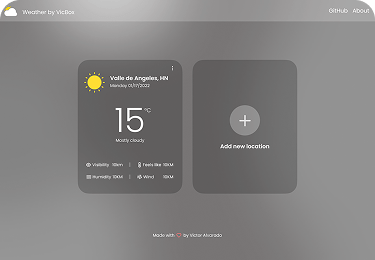 Weather by VicBox
GitHub About
Valle de Angeles, HN
Monday 01/17/2022
15 °C
Mostly cloudy
Visibility 10km | Feels like 10KM
Humidity 10KM | Wind 10KM
Add new location
Made with ♡ by Victor Alvarado